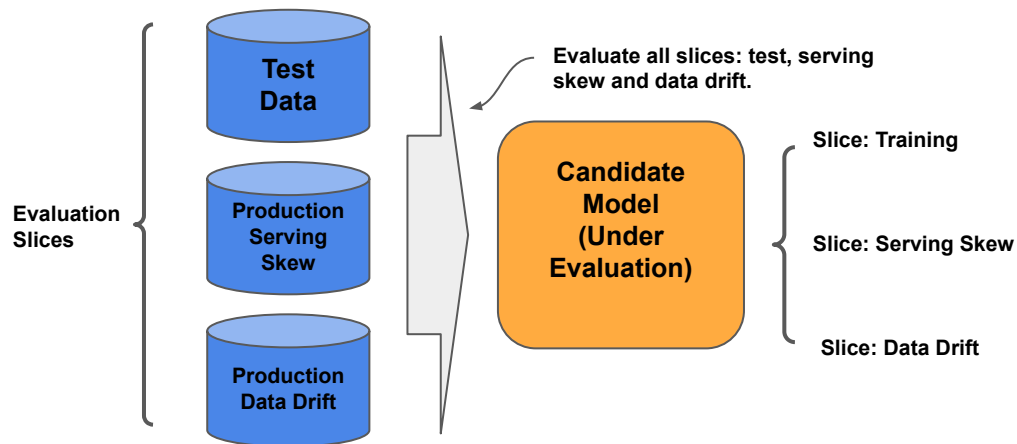 Evaluation
Slices
Test
Data
Production
Serving
Skew
Production
Data Drift
Evaluate all slices: test, serving
skew and data drift.
Candidate
Model
(Under
Evaluation)
Slice: Training
Slice: Serving Skew
Slice: Data Drift